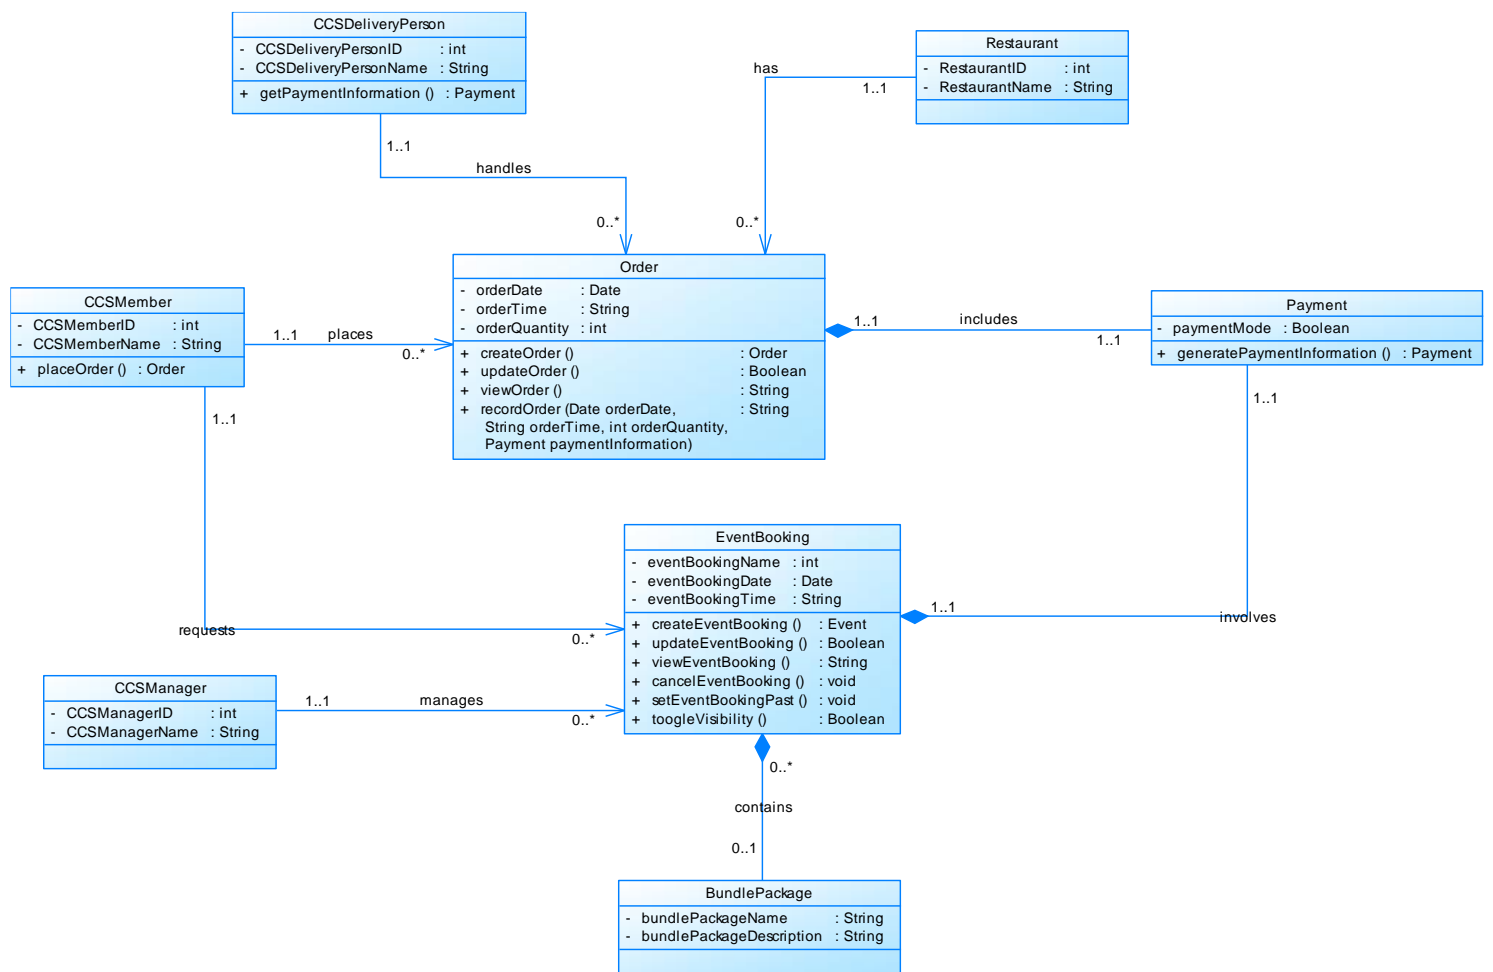 CCSDeliveryPerson
- CCSDeliveryPersonID : int
- CCSDeliveryPersonName : String
+ getPaymentInformation () : Payment
Restaurant
- RestaurantID : int
- RestaurantName : String
has
1..1
1..1
handles
0..*
0..*
Order
- orderDate : Date
- orderTime : String
- orderQuantity : int
+ createOrder () : Order
+ updateOrder () : Boolean
+ viewOrder () : String
+ recordOrder (Date orderDate, : String
String orderTime, int orderQuantity,
Payment paymentInformation)
CCSMember
- CCSMemberID : int
- CCSMemberName : String
+ placeOrder () : Order
1..1 places
0..*
1..1 includes
1..1
Payment
- paymentMode : Boolean
+ generatePaymentInformation () : Payment
1..1
1..1
EventBooking
- eventBookingName : int
- eventBookingDate : Date
- eventBookingTime : String
+ createEventBooking () : Event
+ updateEventBooking () : Boolean
+ viewEventBooking () : String
+ cancelEventBooking () : void
+ setEventBookingPast () : void
+ toogleVisibility () : Boolean
1..1
involves
requests
0..*
CCSManager
- CCSManagerID : int
- CCSManagerName : String
1..1 manages
0..*
0..*
contains
0..1
BundlePackage
- bundlePackageName : String
- bundlePackageDescription : String